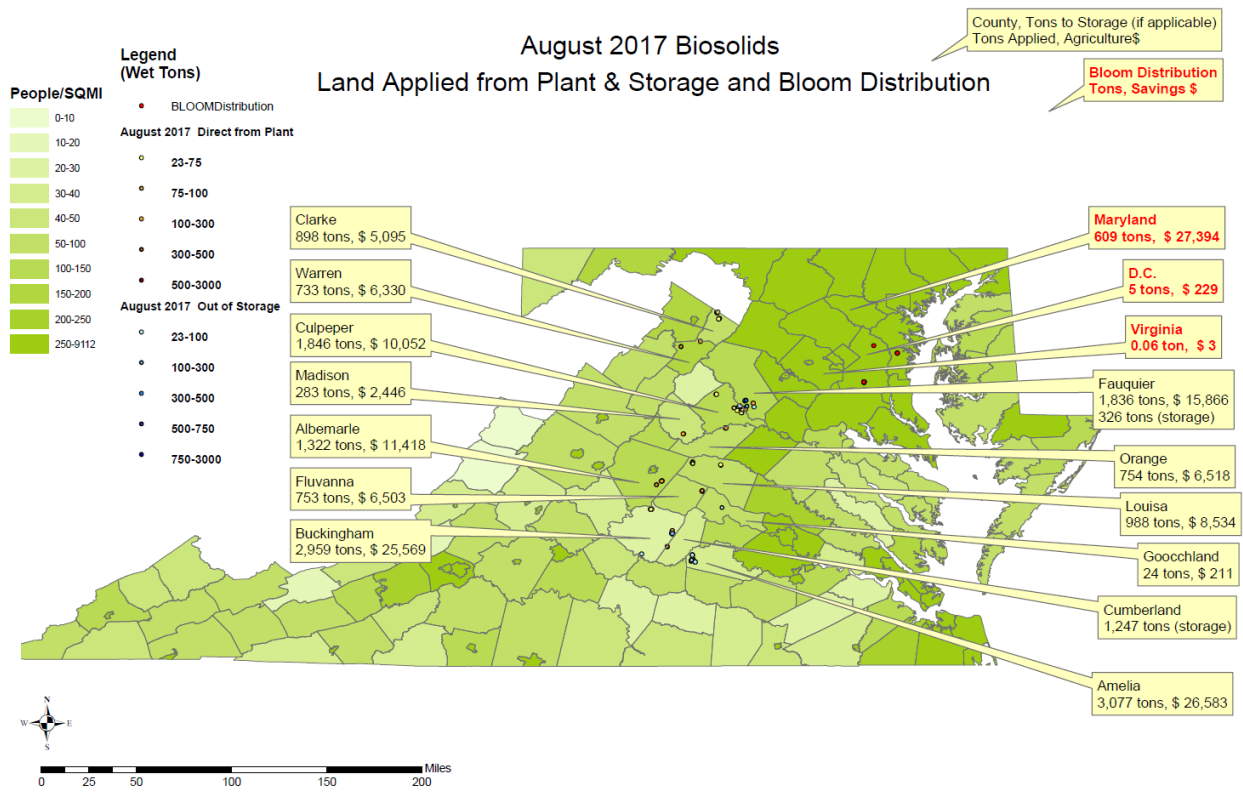 August 2017 Biosolids
Land Applied from Plant & Storage and Bloom Distribution
County, Tons to Storage (if applicable)
Tons Applied, Agriculture$
Bloom Distribution
Tons, Savings $
People/SQMI
0-10
10-20
20-30
30-40
40-50
50-100
100-150
150-200
200-250
250-9112
Legend
(Wet Tons)
BLOOMDistribution
August 2017 Direct from Plant
23-75
75-100
100-300
300-500
500-3000
August 2017 Out of Storage
23-100
100-300
300-500
500-750
750-3000
Clarke
898 tons, $ 5,095
Warren
733 tons, $ 6,330
Culpeper
1,846 tons, $ 10,052
Madison
283 tons, $ 2,446
Albemarle
1,322 tons, $ 11,418
Fluvanna
753 tons, $ 6,503
Buckingham
2,959 tons, $ 25,569
Maryland
609 tons, $ 27,394
D.C.
5 tons, $ 229
Virginia
0.06 ton, $ 3
Fauquier
1,836 tons, $ 15,866
326 tons (storage)
Orange
754 tons, $ 6,518
Louisa
988 tons, $ 8,534
Goocchland
24 tons, $ 211
Cumberland
1,247 tons (storage)
Amelia
3,077 tons, $ 26,583
N
W E
S
Miles
0 25 50 100 150 200